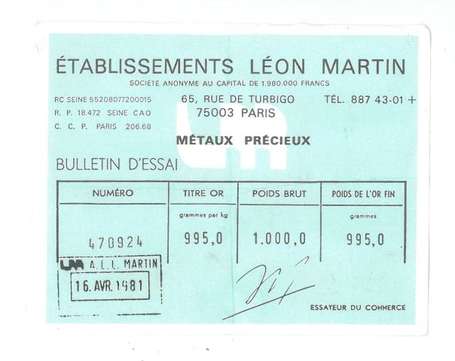 ÉTABLISSEMENTS LÉON MARTIN
SOCIÉTÉ ANONYME AU CAPITAL DE 1.980.000 FRANCS
RC SEINE 55208077200015 65, RUE DE TURBIGO TÉL. 887 43-01 +
R. P. 18.472 SEINE CAO 75003 PARIS
C. C. P. PARIS 206.68
MÉTAUX PRÉCIEUX
BULLETIN D'ESSAI
NUMÉRO TITRE OR POIDS BRUT POIDS DE L'OR FIN
grammes par kg grammes
470924 995,0 1.000,0 995,0
LM A.E.L. MARTIN
16. AVR. 1981
ESSAYEUR DU COMMERCE